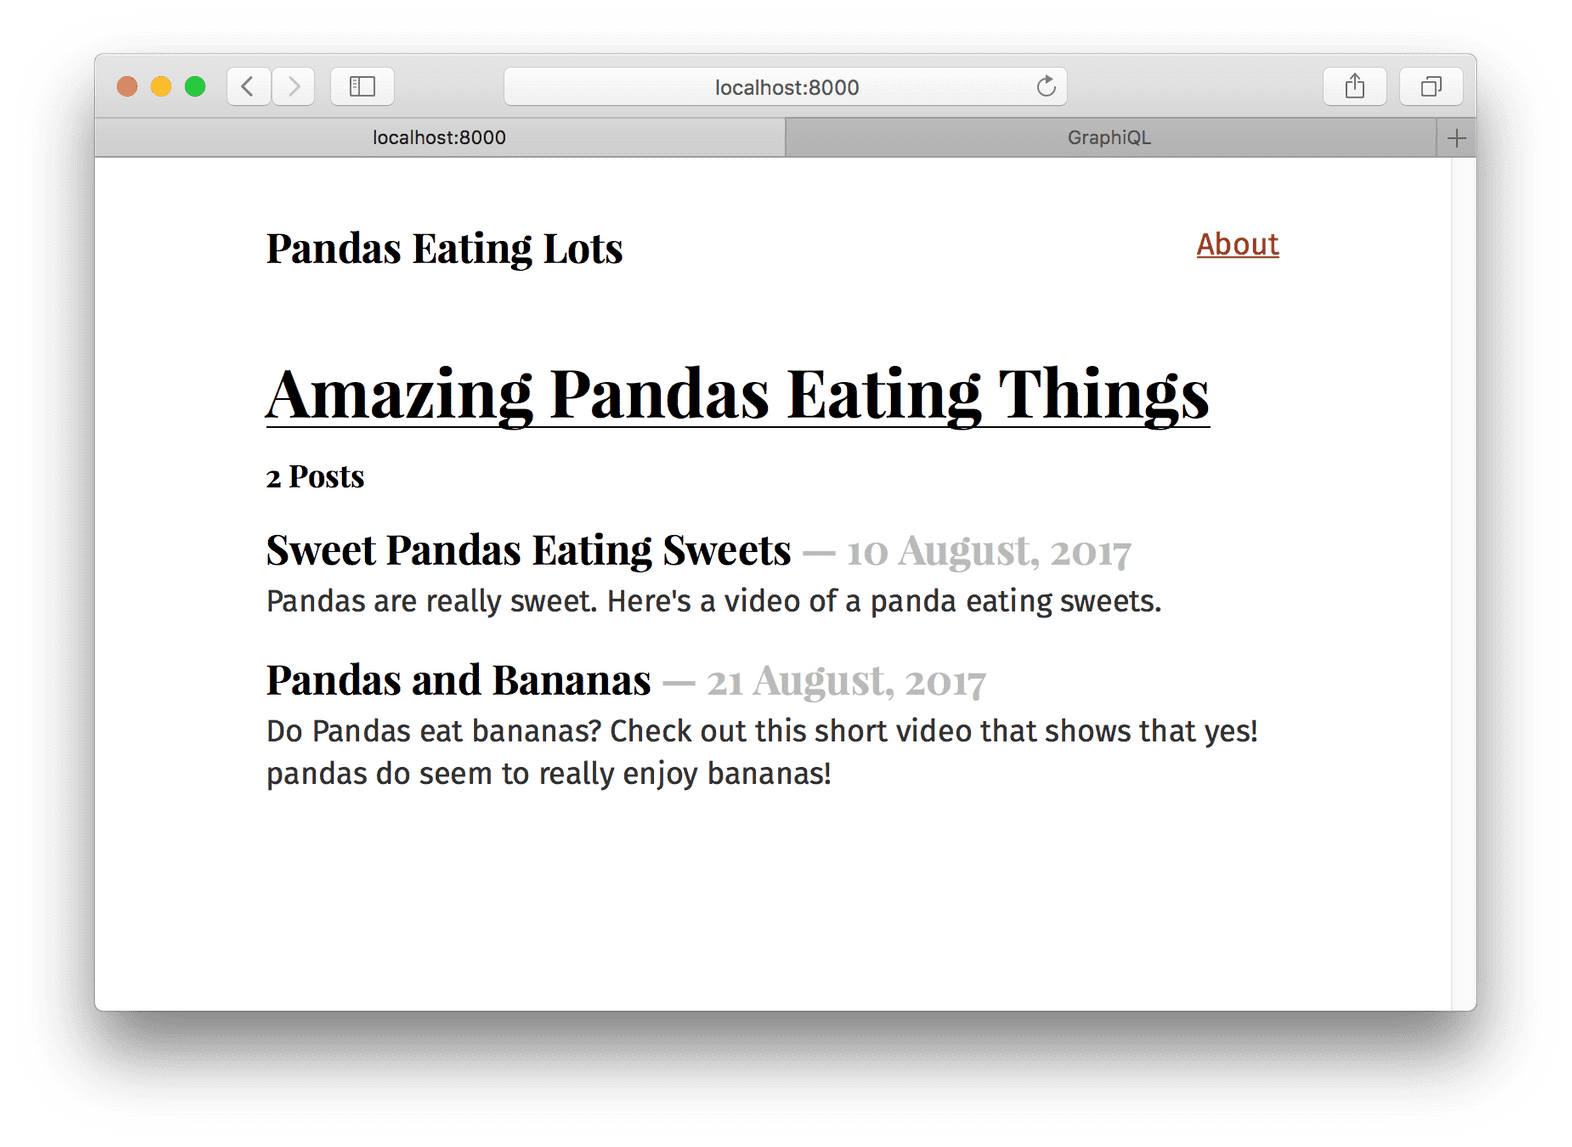 localhost:8000
localhost:8000
GraphiQL
Pandas Eating Lots
About
Amazing Pandas Eating Things
2 Posts
Sweet Pandas Eating Sweets — 10 August, 2017
Pandas are really sweet. Here's a video of a panda eating sweets.
Pandas and Bananas — 21 August, 2017
Do Pandas eat bananas? Check out this short video that shows that yes!
pandas do seem to really enjoy bananas!